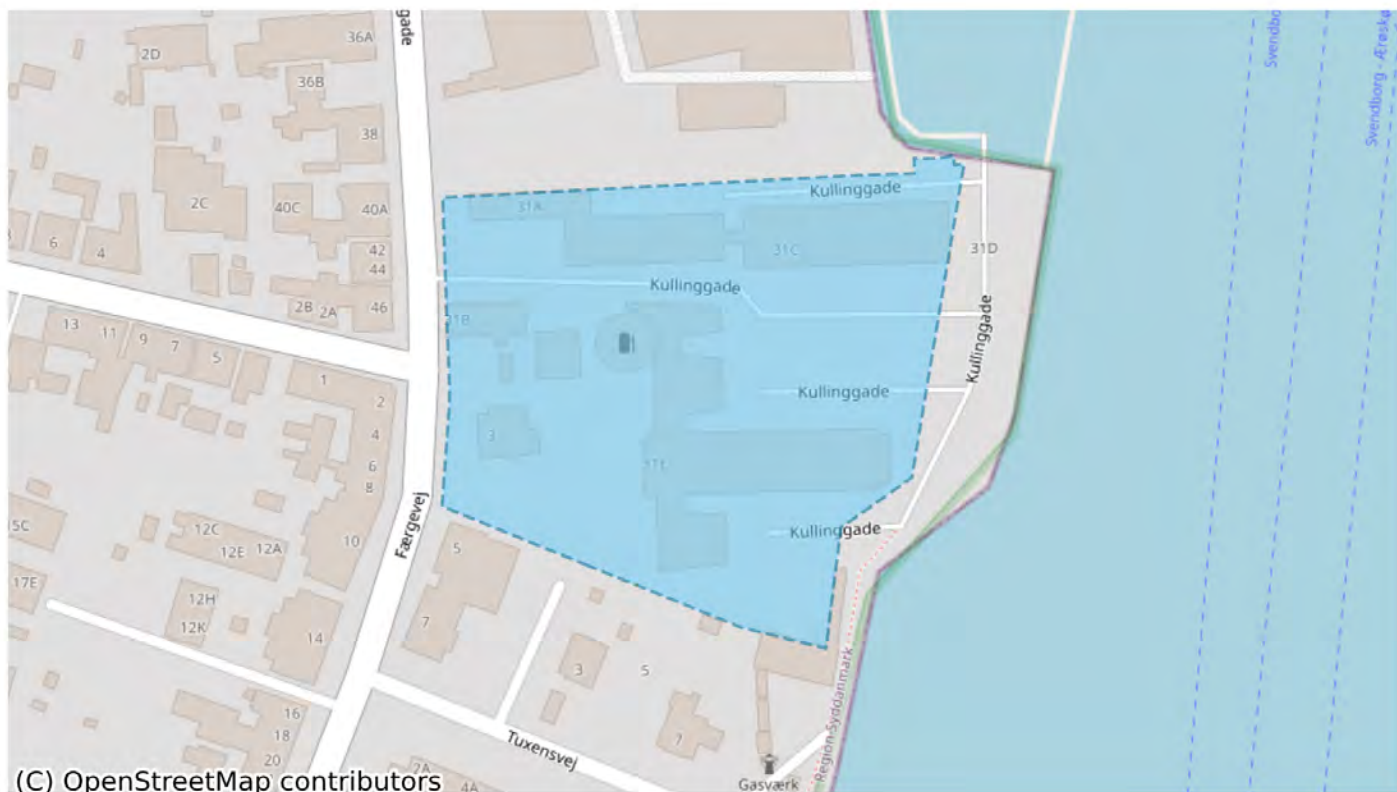 gade
36A
2D
36B
38
2C
40C
40A
6
4
42
44
2B
2A
46
31A
Kullinggade
31C
31D
Kullinggade
31B
Kullinggade
Kullinggade
3
Kullinggade
13
11
9
7
5
1
2
4
6
8
10
Færgevej
15C
12C
12E
12A
17E
12H
12K
14
5
7
3
5
7
16
18
20
Tuxensvej
2A
4A
Gasværk
Region Syddanmark
Svendbo
Svendborg - Ærøskø
(C) OpenStreetMap contributors